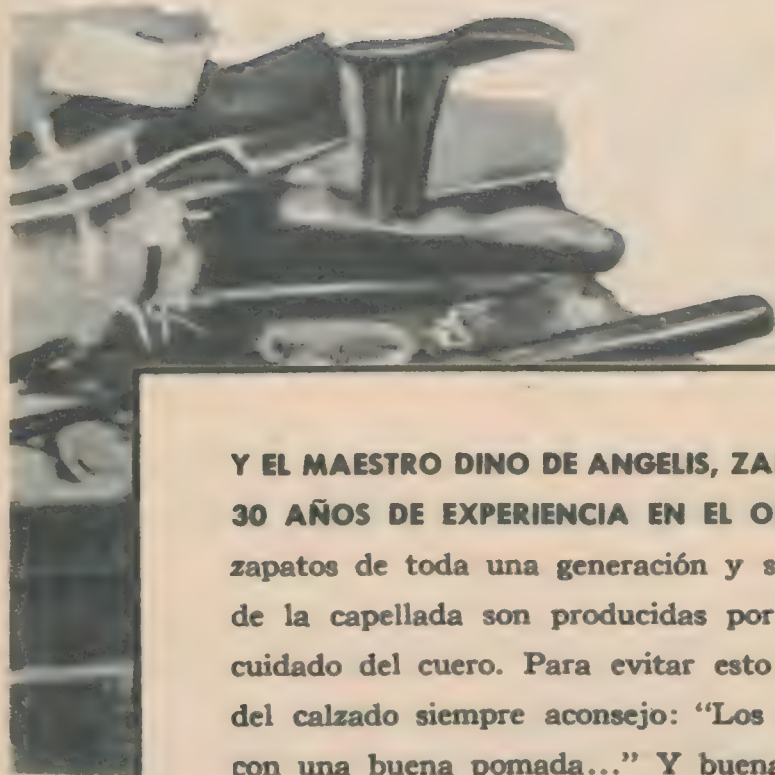 Y EL MAESTRO DINO DE ANGELIS, ZA
30 AÑOS DE EXPERIENCIA EN EL O
zapatos de toda una generación y s
de la capellada son producidas por
cuidado del cuero. Para evitar esto
del calzado siempre aconsejo: “Los
con una buena pomada...” Y buena